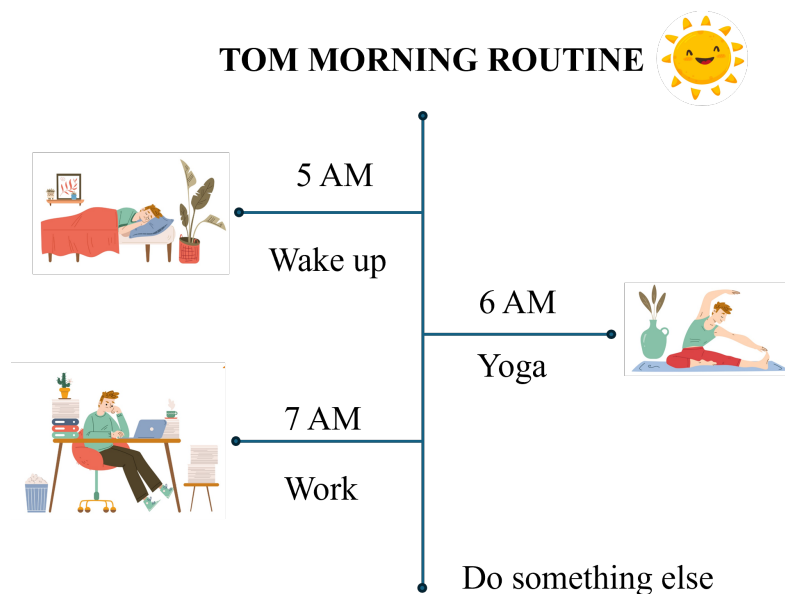 TOM MORNING ROUTINE
5 AM
Wake up
6 AM
Yoga
7 AM
Work
Do something else